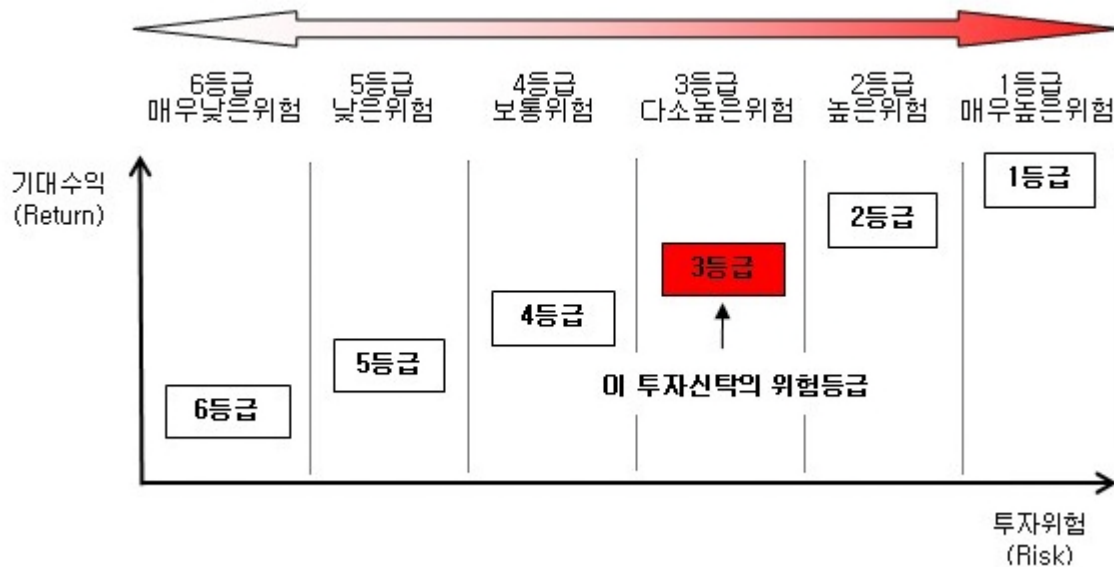 6등급 5등급 4등급 3등급 2등급 1등급
매우낮은위험 낮은위험 보통위험 다소높은위험 높은위험 매우높은위험
기대수익
(Return)
1등급
2등급
3등급
4등급
5등급
이 투자신탁의 위험등급
6등급
투자위험
(Risk)